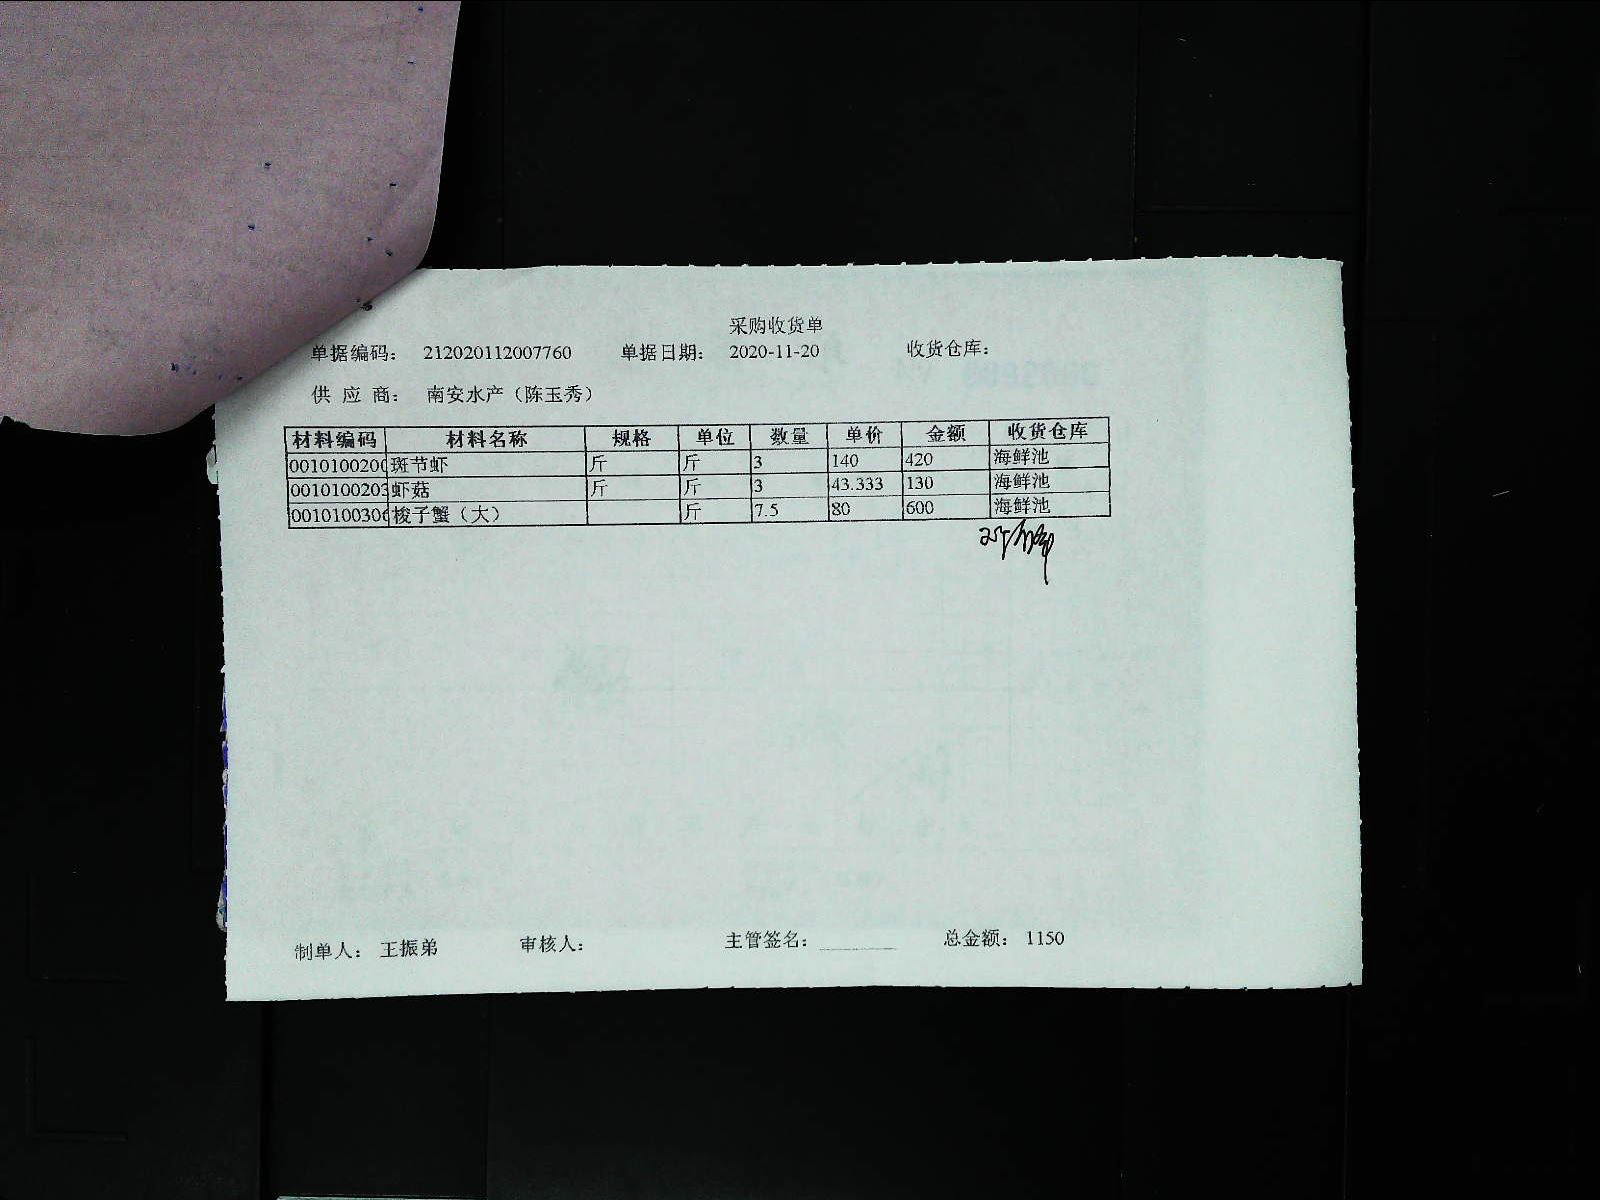 采购收货单
单据编码： 212020112007760 单据日期： 2020-11-20 收货仓库：
供 应 商： 南安水产（陈玉秀）
材料编码 材料名称 规格 单位 数量 单价 金额 收货仓库
0010100200 斑节虾 斤 斤 3 140 420 海鲜池
0010100203 虾菇 斤 斤 3 43.333 130 海鲜池
0010100306 梭子蟹（大） 斤 7.5 80 600 海鲜池
制单人： 王振弟 审核人： 主管签名： 总金额： 1150